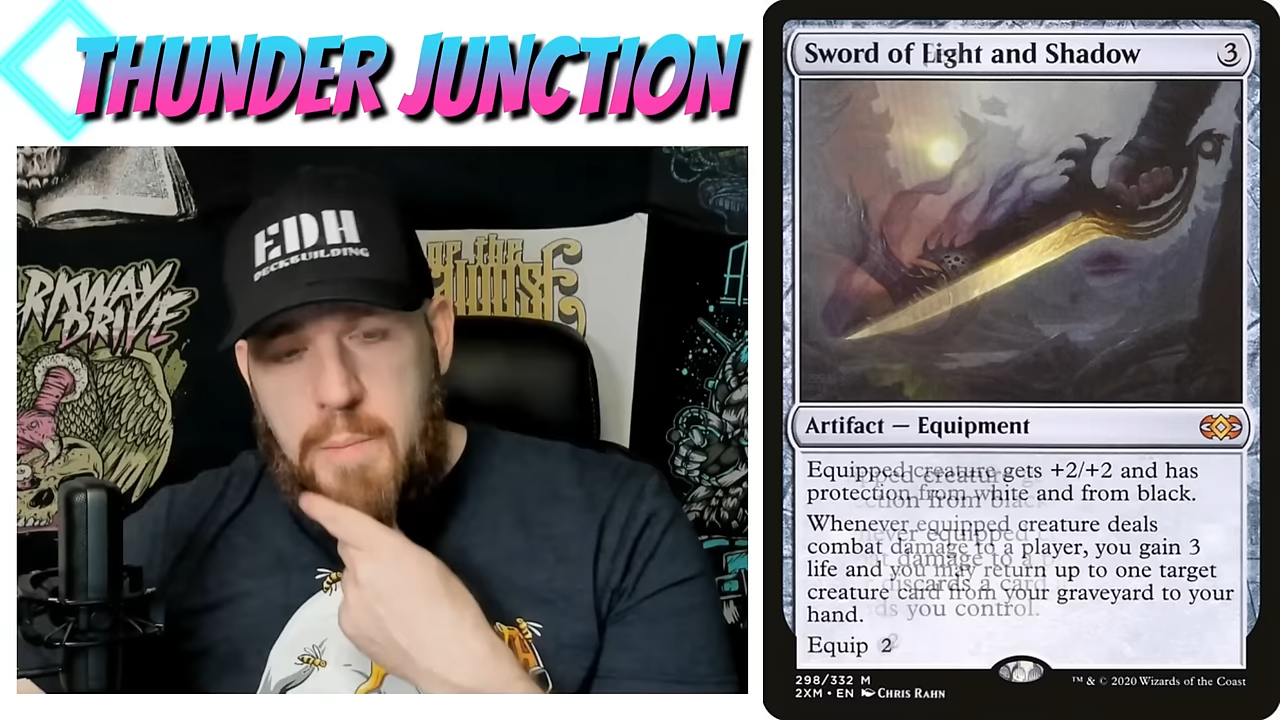 THUNDER JUNCTION
EDH
DECKBUILDING
of the
DRIVE
Sword of Light and Shadow 3
Artifact — Equipment
Equipped creature gets +2/+2 and has
protection from white and from black.
Whenever equipped creature deals
combat damage to a player, you gain 3
life and you may return up to one target
creature card from your graveyard to your
hand.
Equip 2
298/332 M
2XM • EN Chris Rahn
™ & © 2020 Wizards of the Coast